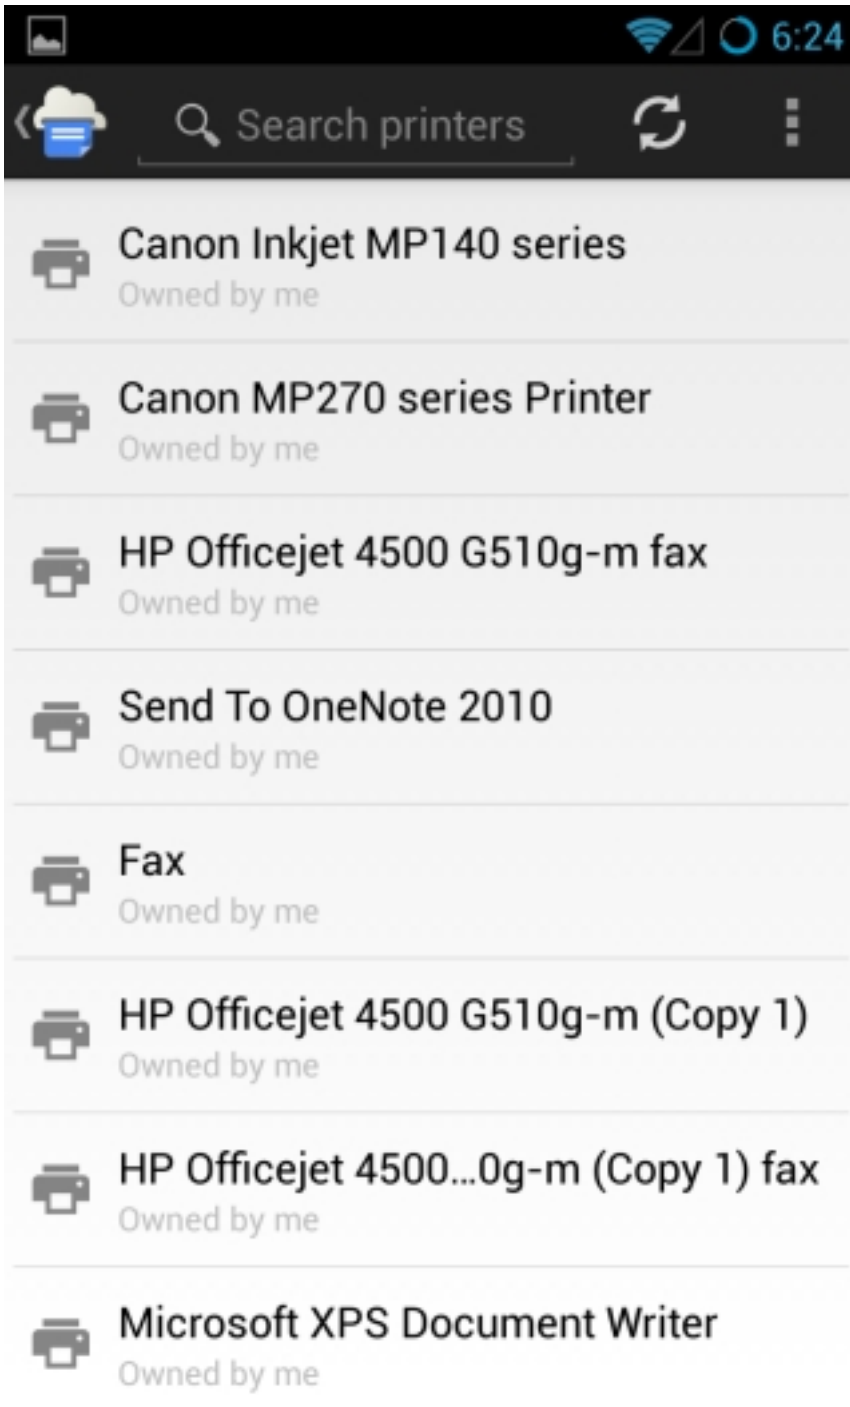 6:24
Search printers
Canon Inkjet MP140 series
Owned by me
Canon MP270 series Printer
Owned by me
HP Officejet 4500 G510g-m fax
Owned by me
Send To OneNote 2010
Owned by me
Fax
Owned by me
HP Officejet 4500 G510g-m (Copy 1)
Owned by me
HP Officejet 4500...0g-m (Copy 1) fax
Owned by me
Microsoft XPS Document Writer
Owned by me